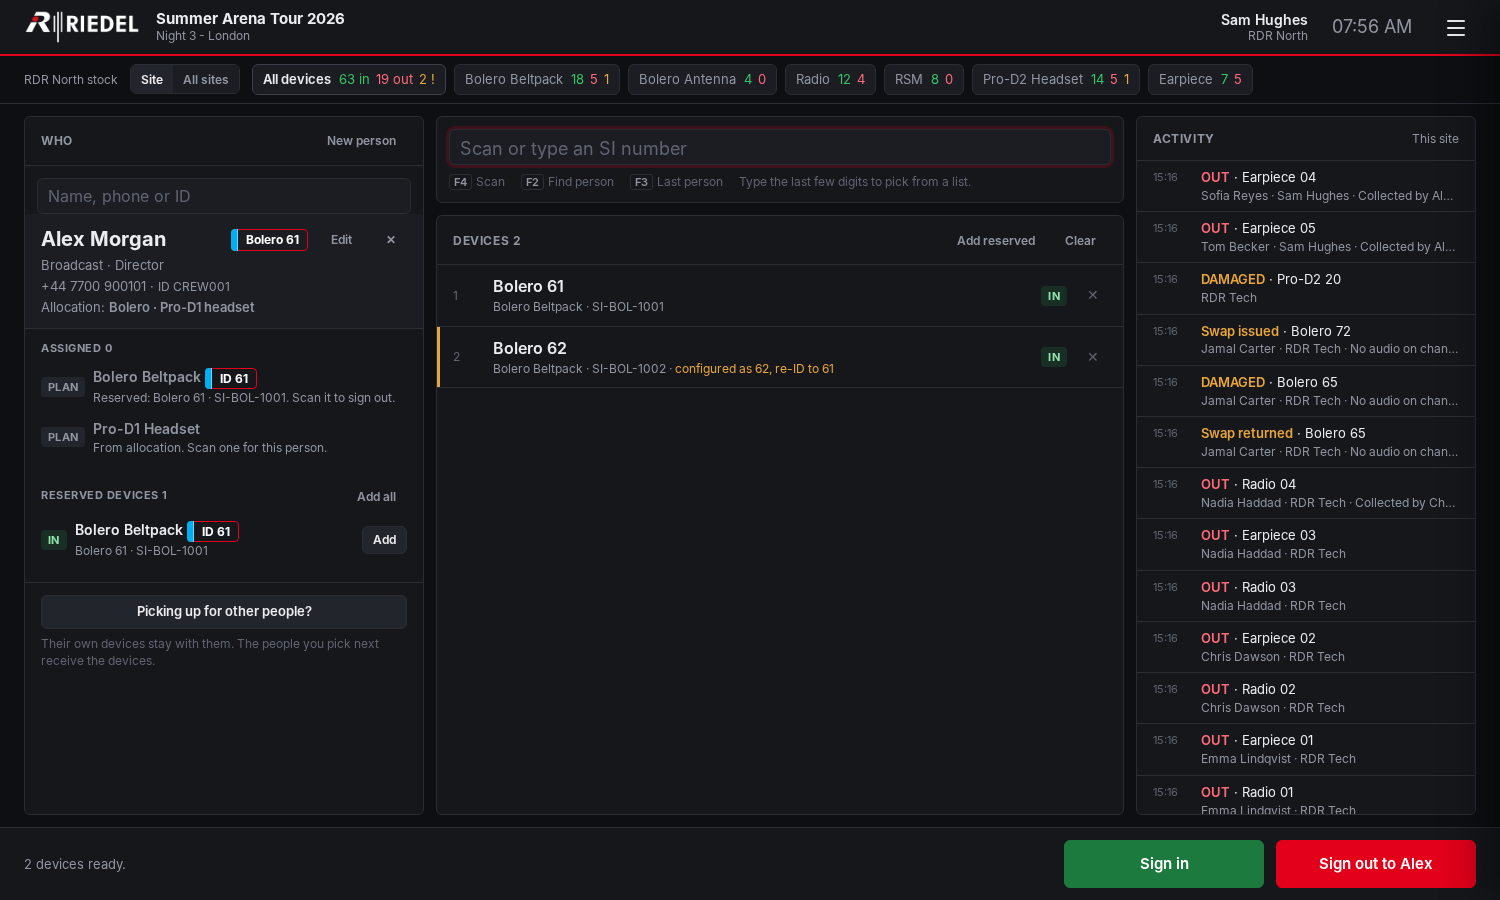 RIEDEL
Summer Arena Tour 2026
Night 3 - London
Sam Hughes
RDR North
07:56 AM
RDR North stock
Site
All sites
All devices 63 in 19 out 2 !
Bolero Beltpack 18 5 1
Bolero Antenna 4 0
Radio 12 4
RSM 8 0
Pro-D2 Headset 14 5 1
Earpiece 7 5
WHO
New person
Name, phone or ID
Alex Morgan
Bolero 61
Edit
×
Broadcast · Director
+44 7700 900101 · ID CREW001
Allocation: Bolero · Pro-D1 headset
ASSIGNED 0
PLAN
Bolero Beltpack ID 61
Reserved: Bolero 61 · SI-BOL-1001. Scan it to sign out.
PLAN
Pro-D1 Headset
From allocation. Scan one for this person.
RESERVED DEVICES 1
Add all
IN
Bolero Beltpack ID 61
Bolero 61 · SI-BOL-1001
Add
Picking up for other people?
Their own devices stay with them. The people you pick next
receive the devices.
Scan or type an SI number
F4 Scan F2 Find person F3 Last person Type the last few digits to pick from a list.
DEVICES 2
Add reserved
Clear
1
Bolero 61
Bolero Beltpack · SI-BOL-1001
IN
×
2
Bolero 62
Bolero Beltpack · SI-BOL-1002 · configured as 62, re-ID to 61
IN
×
ACTIVITY
This site
15:16 OUT · Earpiece 04
Sofia Reyes · Sam Hughes · Collected by Al...
15:16 OUT · Earpiece 05
Tom Becker · Sam Hughes · Collected by Al...
15:16 DAMAGED · Pro-D2 20
RDR Tech
15:16 Swap issued · Bolero 72
Jamal Carter · RDR Tech · No audio on chan...
15:16 DAMAGED · Bolero 65
Jamal Carter · RDR Tech · No audio on chan...
15:16 Swap returned · Bolero 65
Jamal Carter · RDR Tech · No audio on chan...
15:16 OUT · Radio 04
Nadia Haddad · RDR Tech · Collected by Ch...
15:16 OUT · Earpiece 03
Nadia Haddad · RDR Tech
15:16 OUT · Radio 03
Nadia Haddad · RDR Tech
15:16 OUT · Earpiece 02
Chris Dawson · RDR Tech
15:16 OUT · Radio 02
Chris Dawson · RDR Tech
15:16 OUT · Earpiece 01
Emma Lindqvist · RDR Tech
15:16 OUT · Radio 01
Emma Lindqvist · RDR Tech
2 devices ready.
Sign in
Sign out to Alex